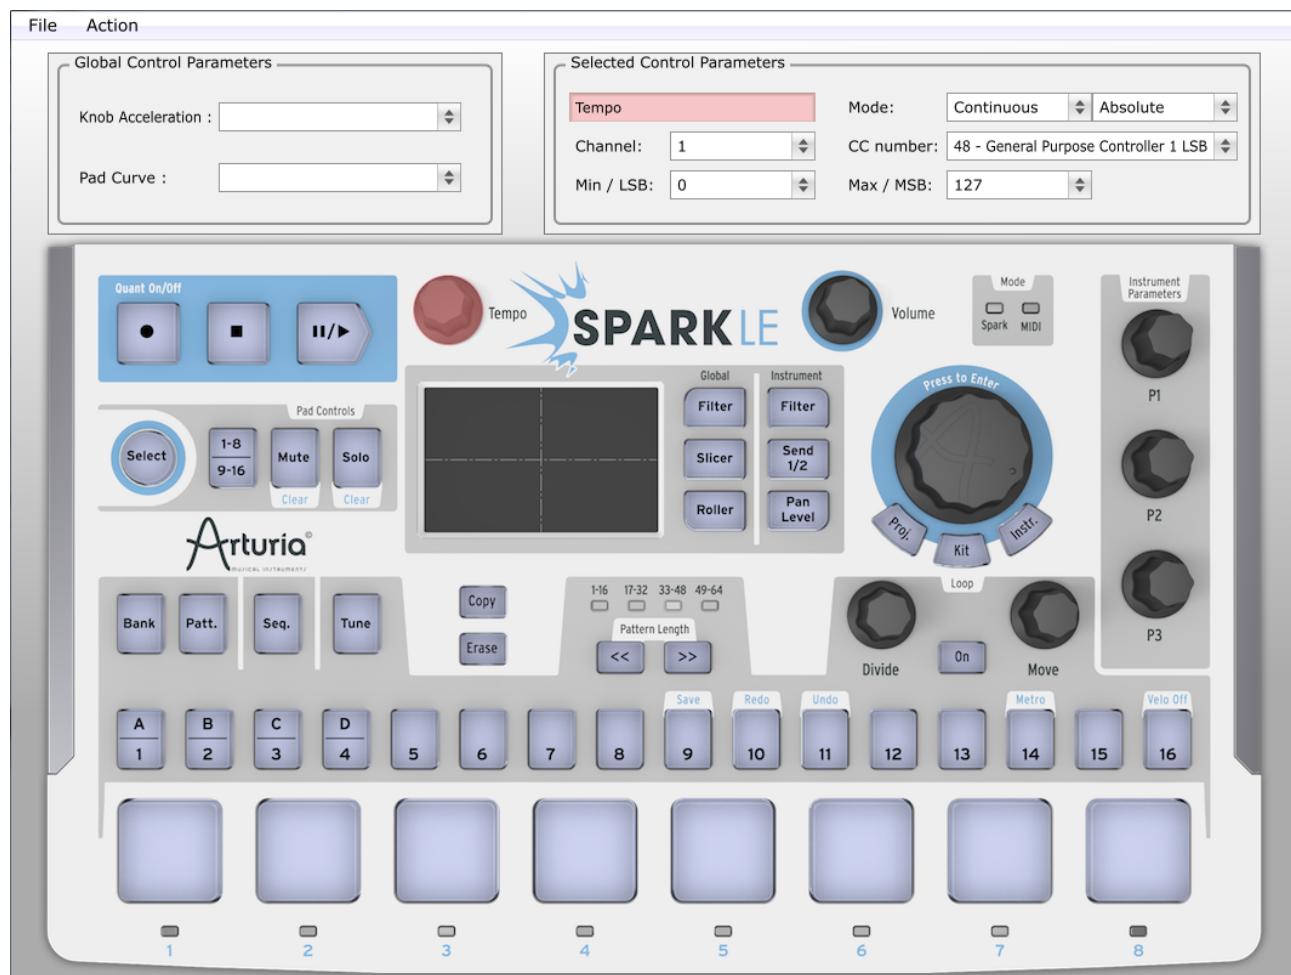 File Action
Global Control Parameters
Knob Acceleration :
Pad Curve :
Selected Control Parameters
Tempo Mode: Continuous Absolute
Channel: 1 CC number: 48 - General Purpose Controller 1 LSB
Min / LSB: 0 Max / MSB: 127
Quant On/Off
Tempo
SPARK LE
Volume
Mode
Spark MIDI
Instrument
Parameters
P1
P2
P3
Pad Controls
Select
1-8
9-16
Mute
Solo
Clear Clear
Arturia©
MUSICAL INSTRUMENTS
Global Instrument
Filter Filter
Slicer Send
1/2
Roller Pan
Level
Press to Enter
Proj. Kit Instr.
Bank Patt. Seq. Tune
Copy
Erase
1-16 17-32 33-48 49-64
Pattern Length
<< >>
Loop
Divide On Move
Save Redo Undo Metro Velo Off
A B C D
1 2 3 4 5 6 7 8 9 10 11 12 13 14 15 16
1 2 3 4 5 6 7 8